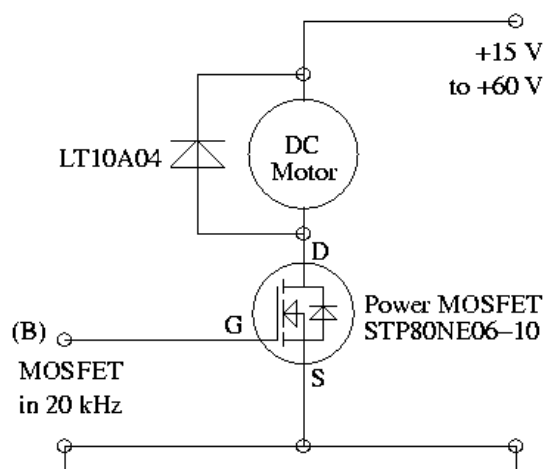 +15 V
to +60 V
LT10A04
DC
Motor
D
Power MOSFET
STP80NE06–10
(B)
G
MOSFET
in 20 kHz
S